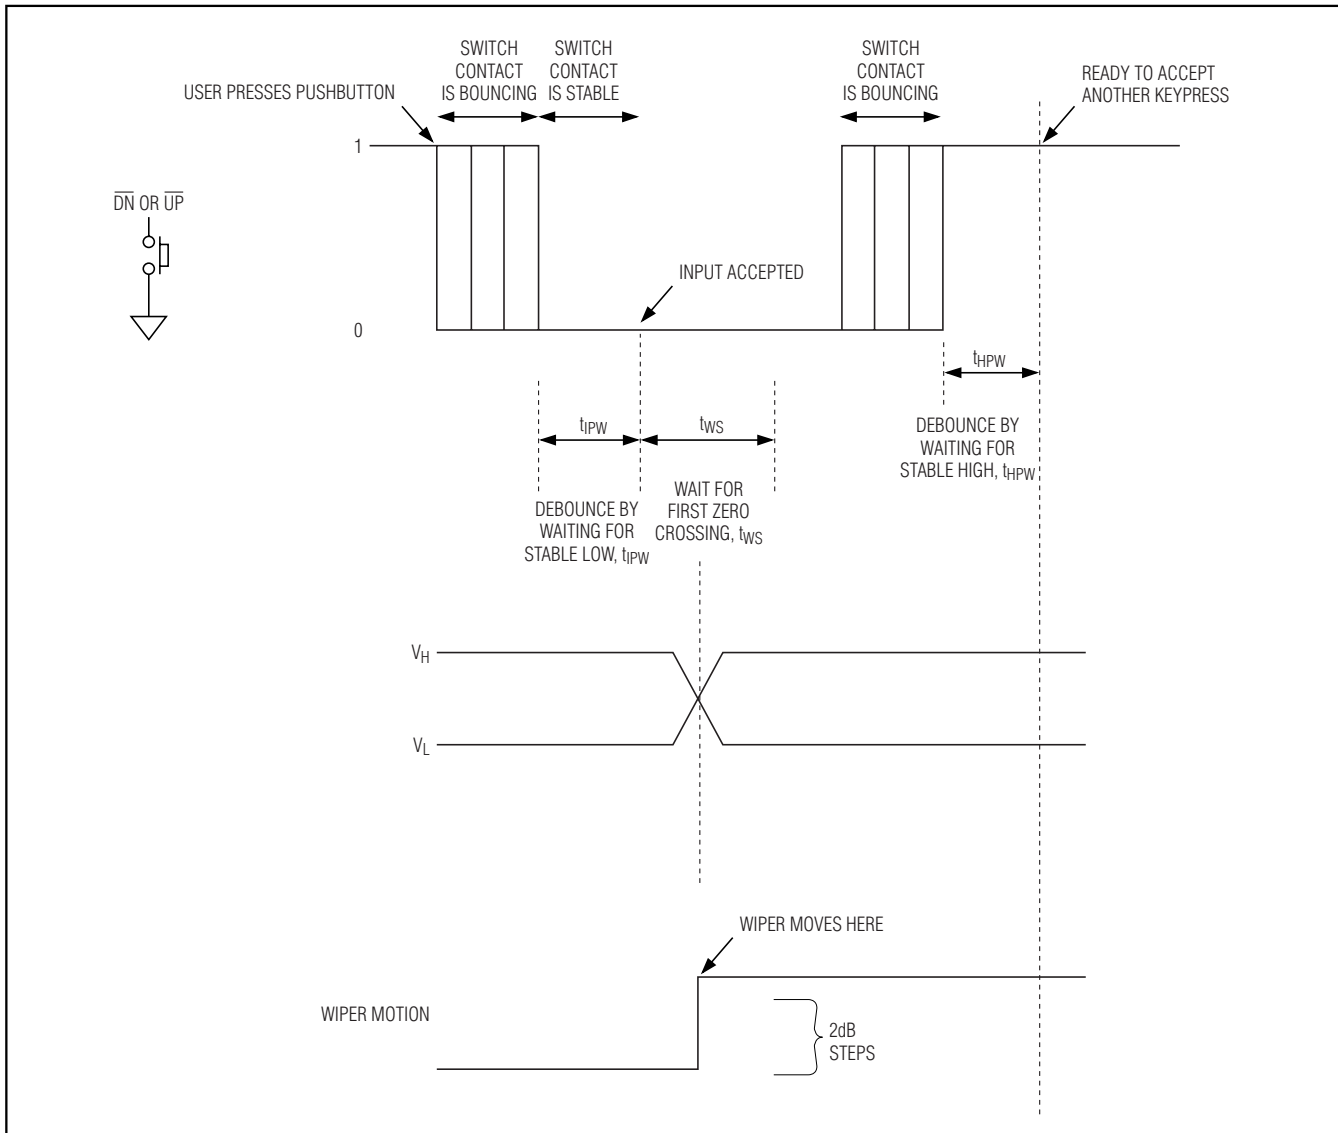 SWITCH
CONTACT
IS BOUNCING
SWITCH
CONTACT
IS STABLE
SWITCH
CONTACT
IS BOUNCING
READY TO ACCEPT
ANOTHER KEYPRESS
USER PRESSES PUSHBUTTON
1
D̅N̅ OR U̅P̅
INPUT ACCEPTED
0
tHPW
tIPW
tWS
DEBOUNCE BY
WAITING FOR
STABLE HIGH, tHPW
WAIT FOR
FIRST ZERO
CROSSING, tWS
DEBOUNCE BY
WAITING FOR
STABLE LOW, tIPW
VH
VL
WIPER MOVES HERE
WIPER MOTION
2dB
STEPS